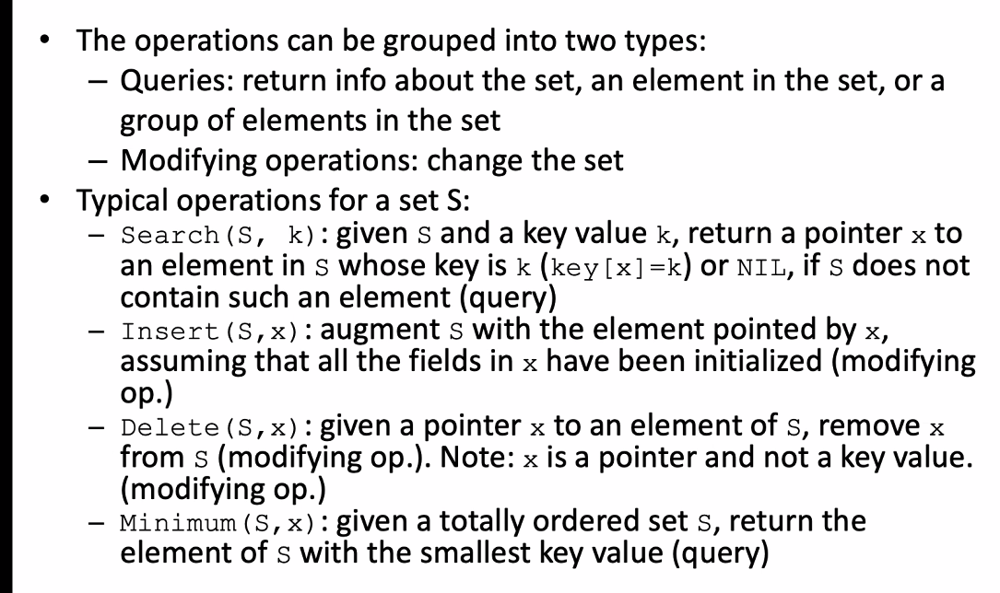 • The operations can be grouped into two types:
– Queries: return info about the set, an element in the set, or a
group of elements in the set
– Modifying operations: change the set
• Typical operations for a set S:
– Search(S, k): given S and a key value k, return a pointer x to
an element in S whose key is k (key[x]=k) or NIL, if S does not
contain such an element (query)
– Insert(S,x): augment S with the element pointed by x,
assuming that all the fields in x have been initialized (modifying
op.)
– Delete(S,x): given a pointer x to an element of S, remove x
from S (modifying op.). Note: x is a pointer and not a key value.
(modifying op.)
– Minimum(S,x): given a totally ordered set S, return the
element of S with the smallest key value (query)